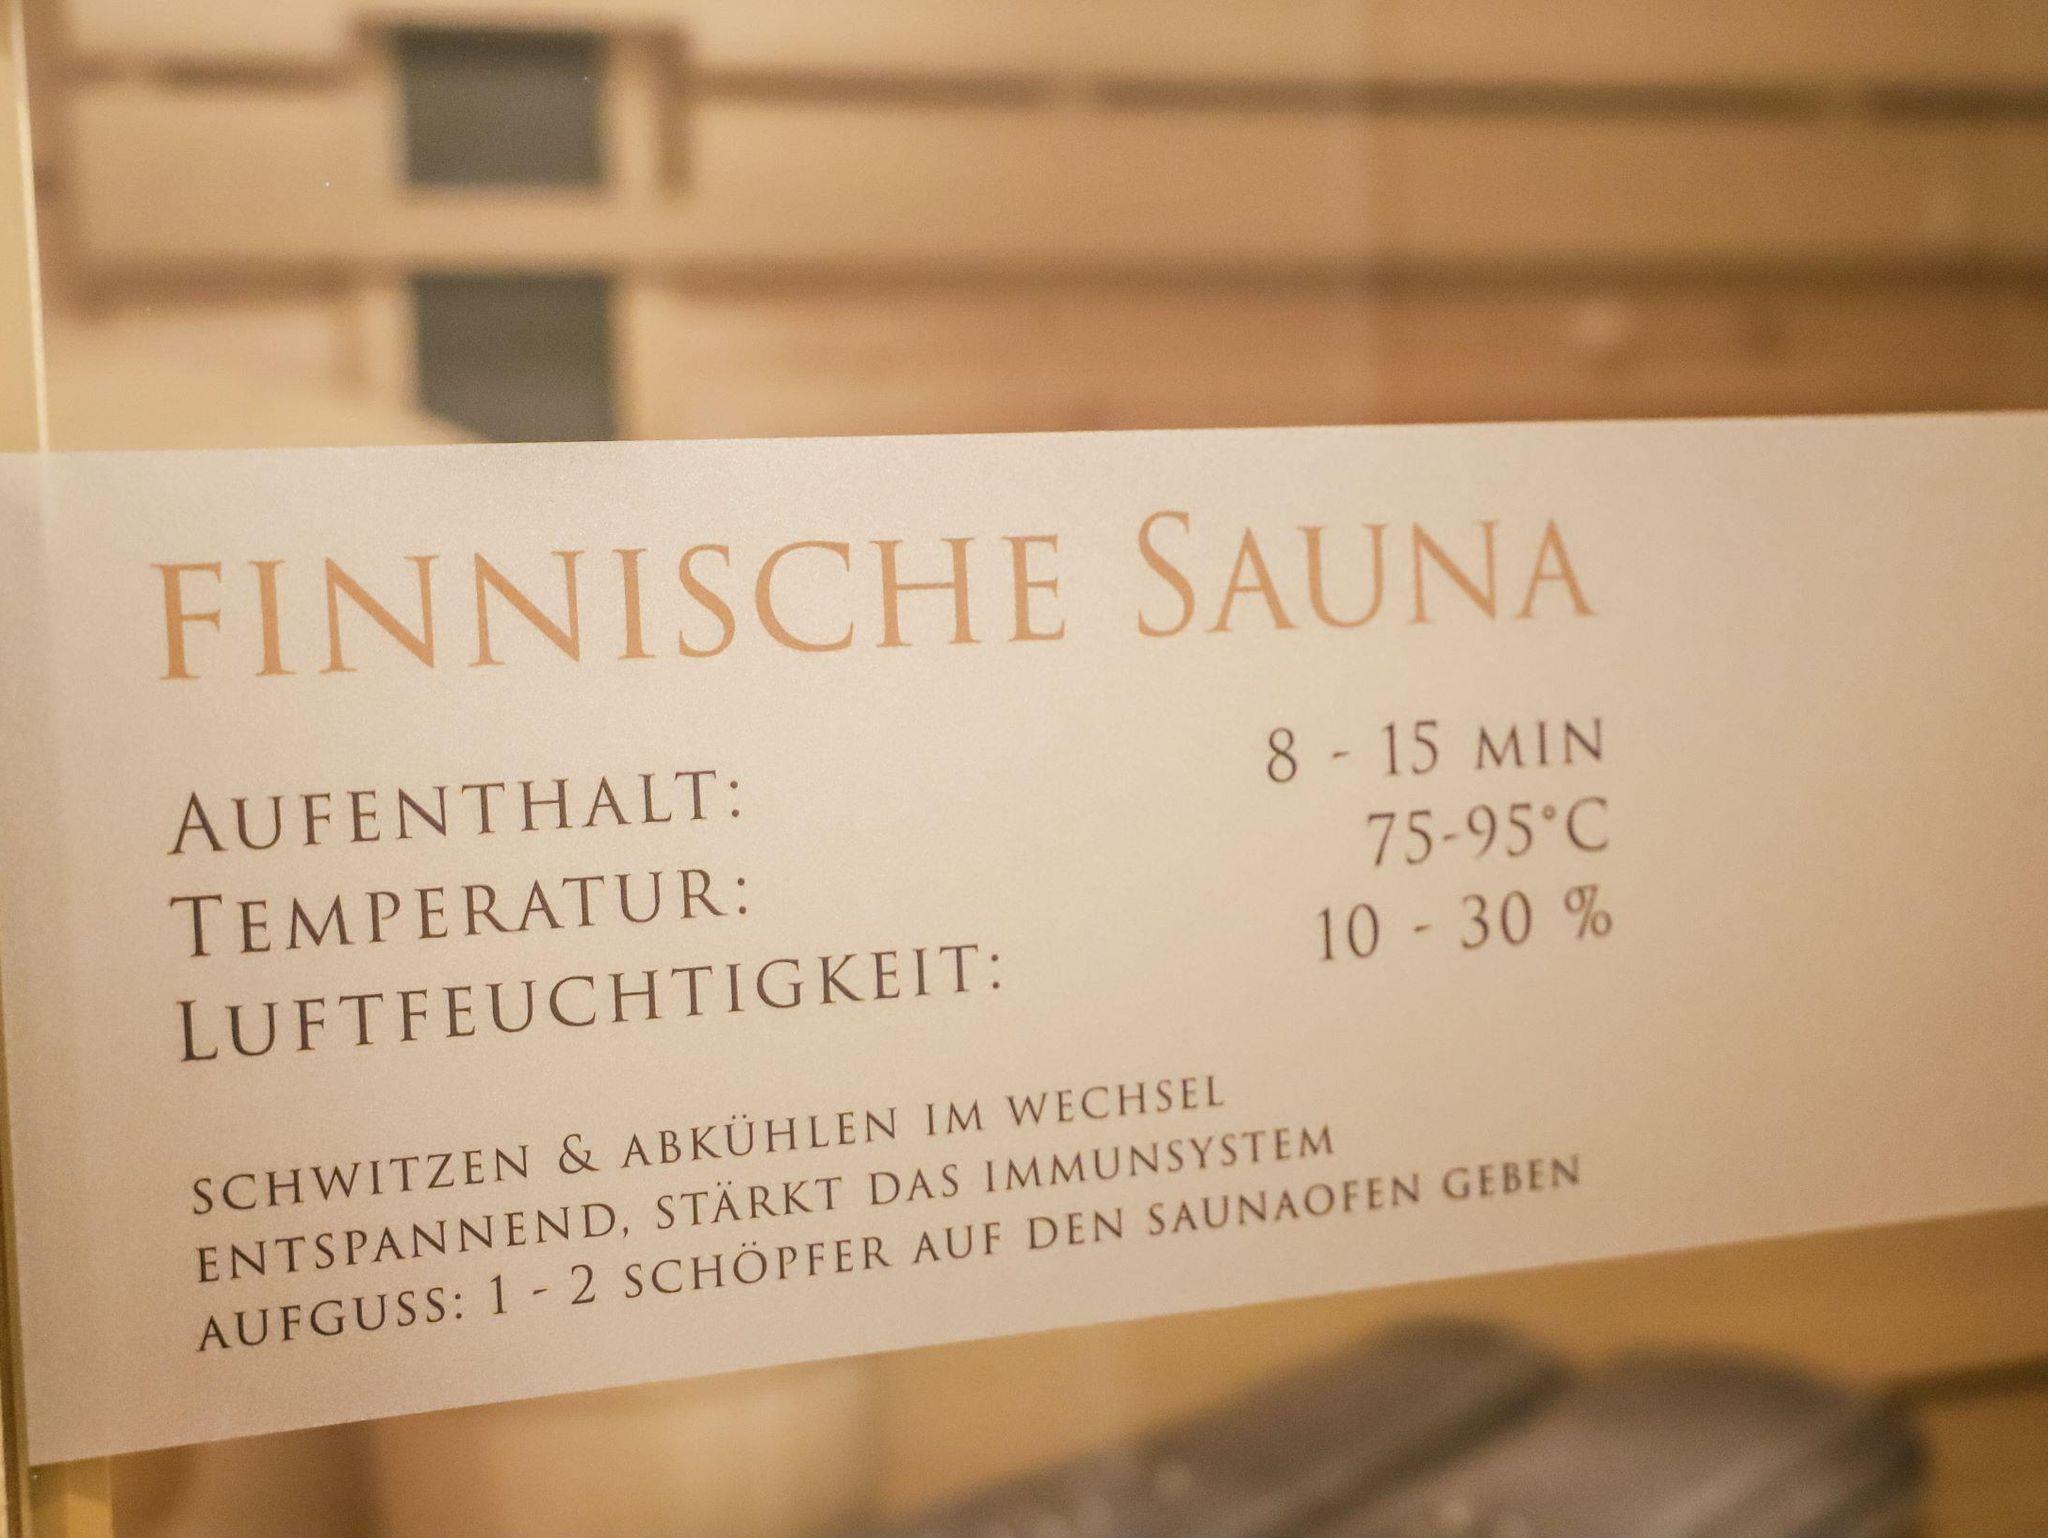 FINNISCHE SAUNA
AUFENTHALT: 8 - 15 MIN
TEMPERATUR: 75-95°C
LUFTFEUCHTIGKEIT: 10 - 30 %
SCHWITZEN & ABKÜHLEN IM WECHSEL
ENTSPANNEND, STÄRKT DAS IMMUNSYSTEM
AUFGUSS: 1 - 2 SCHÖPFER AUF DEN SAUNAOFEN GEBEN